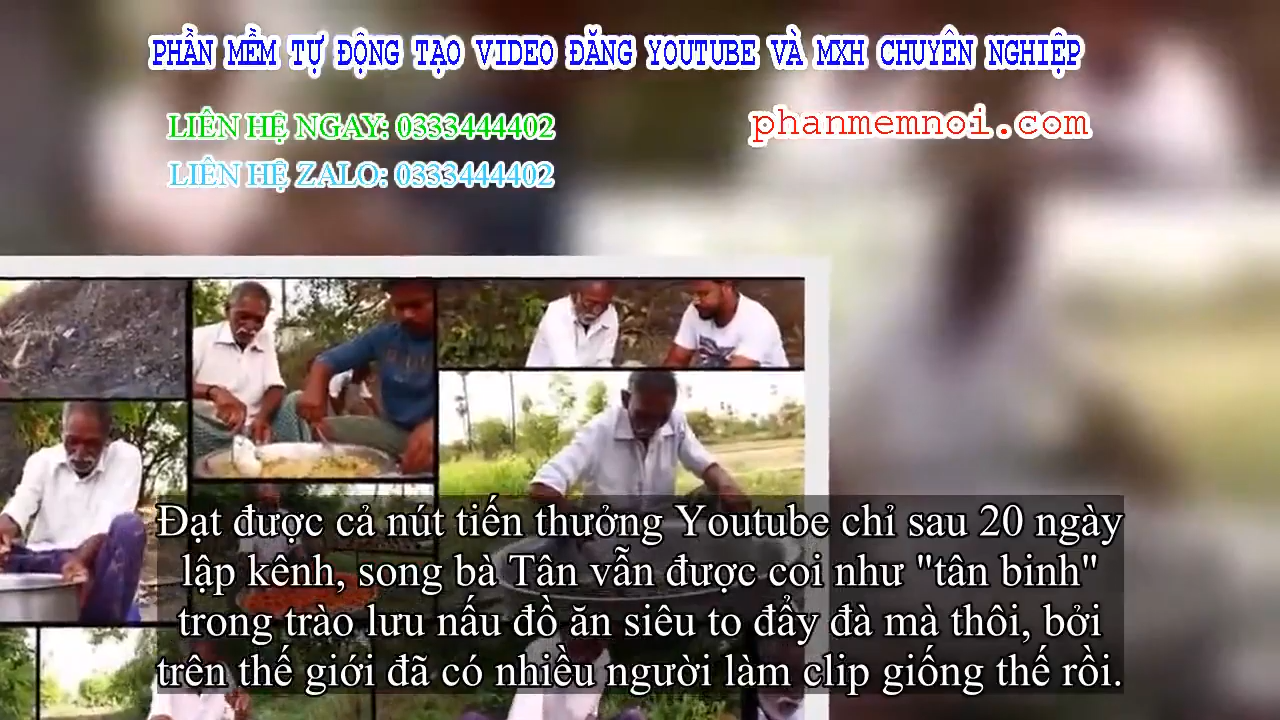 PHẦN MỀM TỰ ĐỘNG TẠO VIDEO ĐĂNG YOUTUBE VÀ MXH CHUYÊN NGHIỆP
LIÊN HỆ NGAY: 0333444402
phanmemnoi.com
LIÊN HỆ ZALO: 0333444402
Đạt được cả nút tiến thưởng Youtube chỉ sau 20 ngày
lập kênh, song bà Tân vẫn được coi như "tân binh"
trong trào lưu nấu đồ ăn siêu to đẩy đà mà thôi, bởi
trên thế giới đã có nhiều người làm clip giống thế rồi.